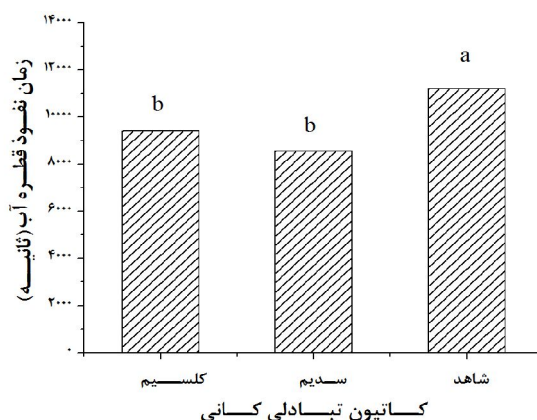 زمان نفوذ قطره آب (ثانیه)
۱۴۰۰۰
۱۲۰۰۰
۱۰۰۰۰
۸۰۰۰
۶۰۰۰
۴۰۰۰
۲۰۰۰
۰
b
b
a
کلسیم
سدیم
شاهد
کاتیون تبادلی کانی